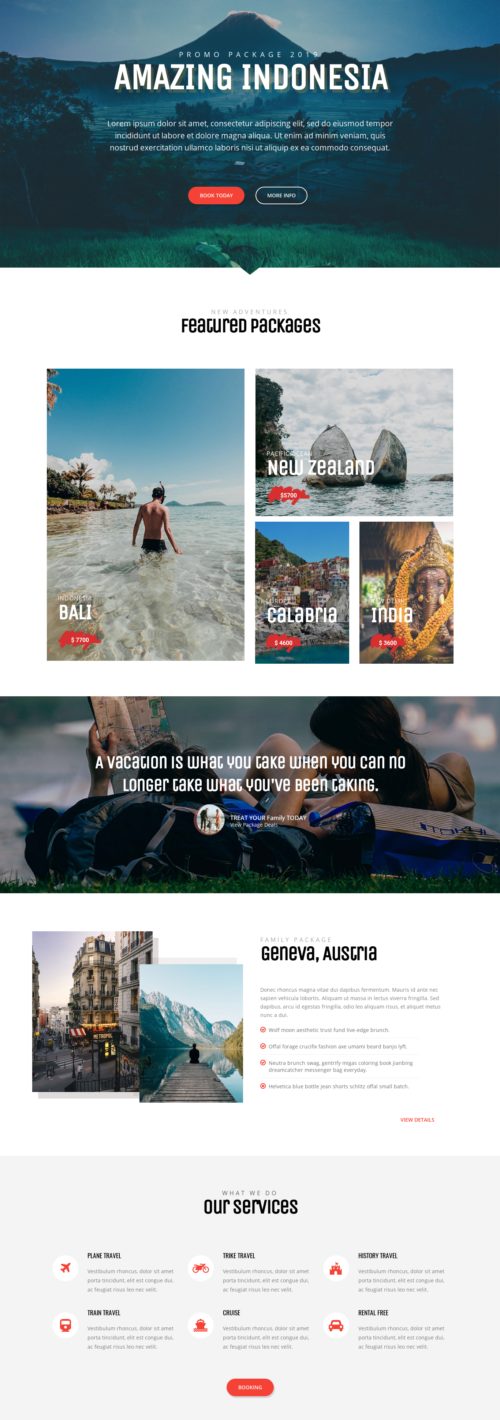 PROMO PACKAGE 2019
AMAZING INDONESIA
Lorem ipsum dolor sit amet, consectetur adipiscing elit, sed do eiusmod tempor
incididunt ut labore et dolore magna aliqua. Ut enim ad minim veniam, quis
nostrud exercitation ullamco laboris nisi ut aliquip ex ea commodo consequat.
BOOK TODAY
MORE INFO
NEW ADVENTURES
Featured Packages
PACIFIC OCEAN
New Zealand
$5700
INDONESIA
BALI
$ 7700
EUROPE
Calabria
$ 4600
NEW DELHI
India
$ 3600
A vacation is what you take when you can no
longer take what you've been taking.
TREAT YOUR Family TODAY
View Package Deals
FAMILY PACKAGE
Geneva, Austria
Donec rhoncus magna vitae dui dapibus fermentum. Mauris id ante nec
sapien vehicula lobortis. Aliquam ut massa in lectus viverra fringilla. Sed
dapibus, arcu id egestas fringilla, odio leo aliquam risus, et aliquet metus
nunc a dui.
Wolf moon aesthetic trust fund live-edge brunch.
Offal forage crucifix fashion axe umami board banjo lyft.
Neutra brunch swag, gentrify migas coloring book jianbing
dreamcatcher messenger bag everyday.
Helvetica blue bottle jean shorts schlitz offal small batch.
VIEW DETAILS
WHAT WE DO
Our Services
PLANE TRAVEL
Vestibulum rhoncus, dolor sit amet
porta tincidunt, elit est congue dui,
ac feugiat risus leo nec velit.
TRIKE TRAVEL
Vestibulum rhoncus, dolor sit amet
porta tincidunt, elit est congue dui,
ac feugiat risus leo nec velit.
HISTORY TRAVEL
Vestibulum rhoncus, dolor sit amet
porta tincidunt, elit est congue dui,
ac feugiat risus leo nec velit.
TRAIN TRAVEL
Vestibulum rhoncus, dolor sit amet
porta tincidunt, elit est congue dui,
ac feugiat risus leo nec velit.
CRUISE
Vestibulum rhoncus, dolor sit amet
porta tincidunt, elit est congue dui,
ac feugiat risus leo nec velit.
RENTAL FREE
Vestibulum rhoncus, dolor sit amet
porta tincidunt, elit est congue dui,
ac feugiat risus leo nec velit.
BOOKING